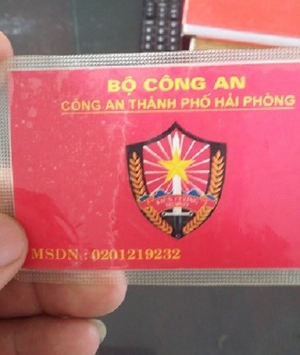 BỘ CÔNG AN
CÔNG AN THÀNH PHỐ HẢI PHÒNG
MSDN : 0201219232